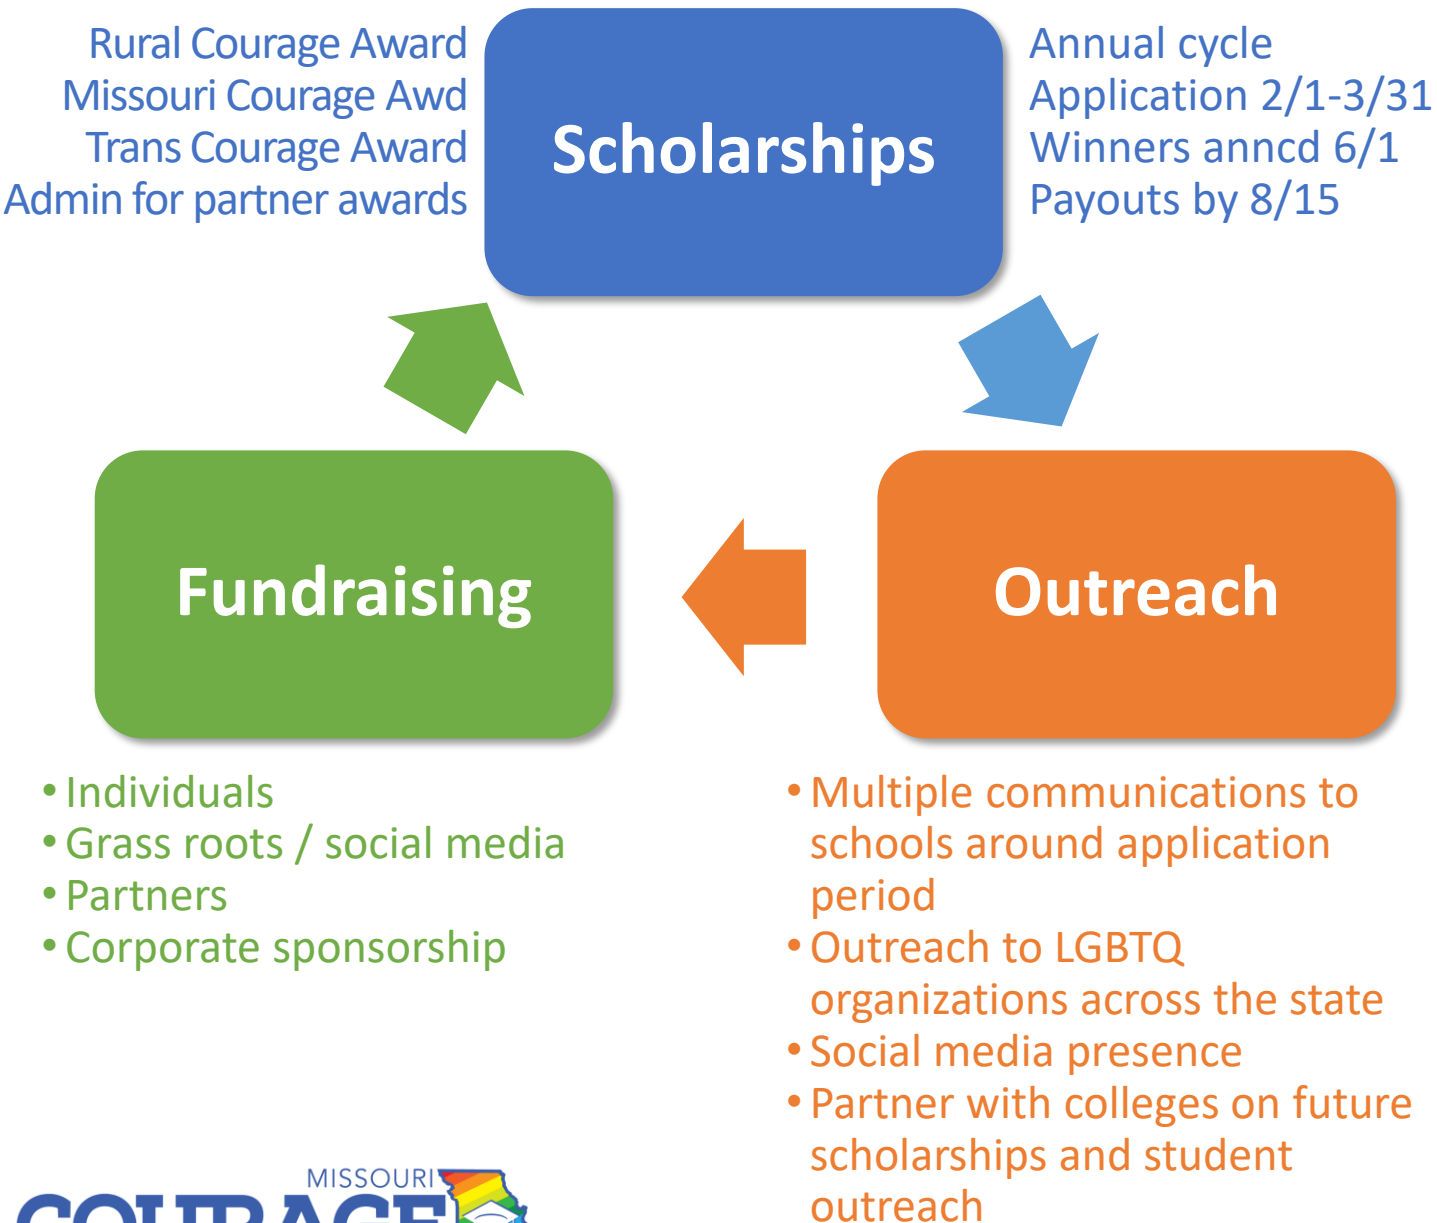 Rural Courage Award
Missouri Courage Awd
Trans Courage Award
Admin for partner awards
Scholarships
Annual cycle
Application 2/1-3/31
Winners anncd 6/1
Payouts by 8/15
Fundraising
Outreach
• Individuals
• Grass roots / social media
• Partners
• Corporate sponsorship
• Multiple communications to
schools around application
period
• Outreach to LGBTQ
organizations across the state
• Social media presence
• Partner with colleges on future
scholarships and student
outreach
MISSOURI
COURAGE